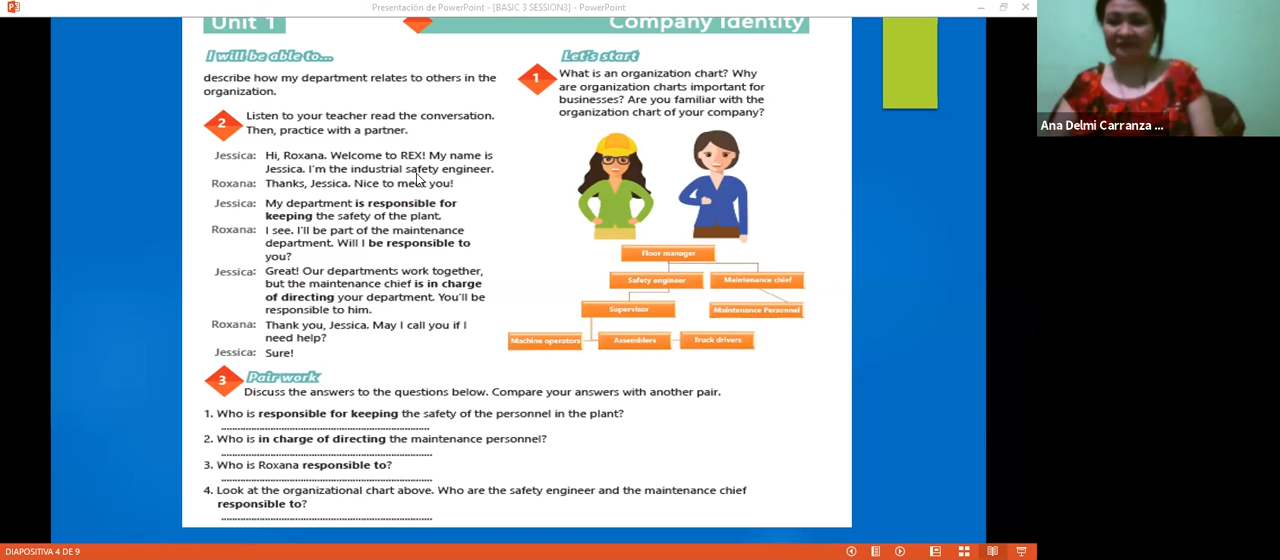 Presentación de PowerPoint - [BASIC 3 SESSION3] - PowerPoint
Unit 1
Company Identity
I will be able to...
describe how my department relates to others in the
organization.
2
Listen to your teacher read the conversation.
Then, practice with a partner.
Jessica: Hi, Roxana. Welcome to REX! My name is
Jessica. I'm the industrial safety engineer.
Roxana: Thanks, Jessica. Nice to meet you!
Jessica: My department is responsible for
keeping the safety of the plant.
Roxana: I see. I'll be part of the maintenance
department. Will I be responsible to
you?
Jessica: Great! Our departments work together,
but the maintenance chief is in charge
of directing your department. You'll be
responsible to him.
Roxana: Thank you, Jessica. May I call you if I
need help?
Jessica: Sure!
Let's start
1
What is an organization chart? Why
are organization charts important for
businesses? Are you familiar with the
organization chart of your company?
Floor manager
Safety engineer
Maintenance chief
Supervisor
Maintenance Personnel
Machine operators
Assemblers
Truck drivers
3
Pair work
Discuss the answers to the questions below. Compare your answers with another pair.
1. Who is responsible for keeping the safety of the personnel in the plant?
2. Who is in charge of directing the maintenance personnel?
3. Who is Roxana responsible to?
4. Look at the organizational chart above. Who are the safety engineer and the maintenance chief
responsible to?
Ana Delmi Carranza ...
DIAPOSITIVA 4 DE 9